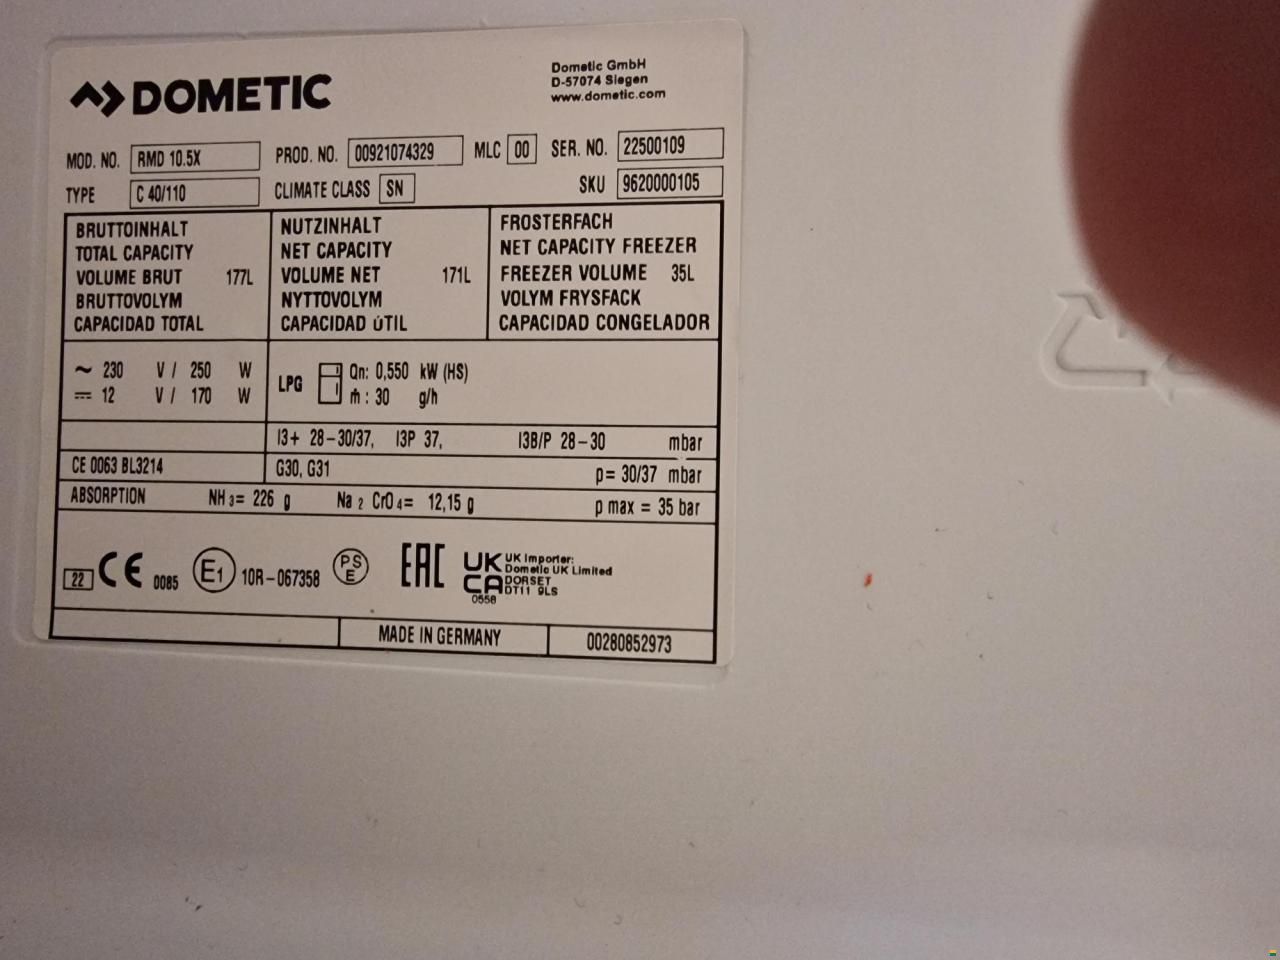 DOMETIC
Dometic GmbH
D-57074 Siegen
www.dometic.com
MOD. NO. RMD 10.5X PROD. NO. 00921074329 MLC 00 SER. NO. 22500109
TYPE C 40/110 CLIMATE CLASS SN SKU 9620000105
BRUTTOINHALT
TOTAL CAPACITY
VOLUME BRUT 177L
BRUTTOVOLYM
CAPACIDAD TOTAL
NUTZINHALT
NET CAPACITY
VOLUME NET 171L
NYTTOVOLYM
CAPACIDAD ÚTIL
FROSTERFACH
NET CAPACITY FREEZER
FREEZER VOLUME 35L
VOLYM FRYSFACK
CAPACIDAD CONGELADOR
~ 230 V / 250 W
⎓ 12 V / 170 W
LPG
Qn: 0,550 kW (HS)
ṁ : 30 g/h
I3+ 28-30/37, I3P 37, I3B/P 28-30 mbar
CE 0063 BL3214 G30, G31 p= 30/37 mbar
ABSORPTION NH3= 226 g Na2 CrO4= 12,15 g p max = 35 bar
22 CE 0085 E1 10R-067358 PS E EAC
UK CA 0558
UK Importer:
Dometic UK Limited
DORSET
DT11 9LS
MADE IN GERMANY 00280852973